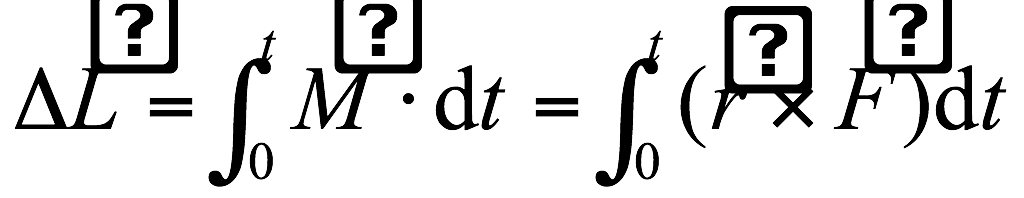 ΔL⃗ = ∫₀ᵗ M⃗ · dt = ∫₀ᵗ (r⃗ × F⃗)dt